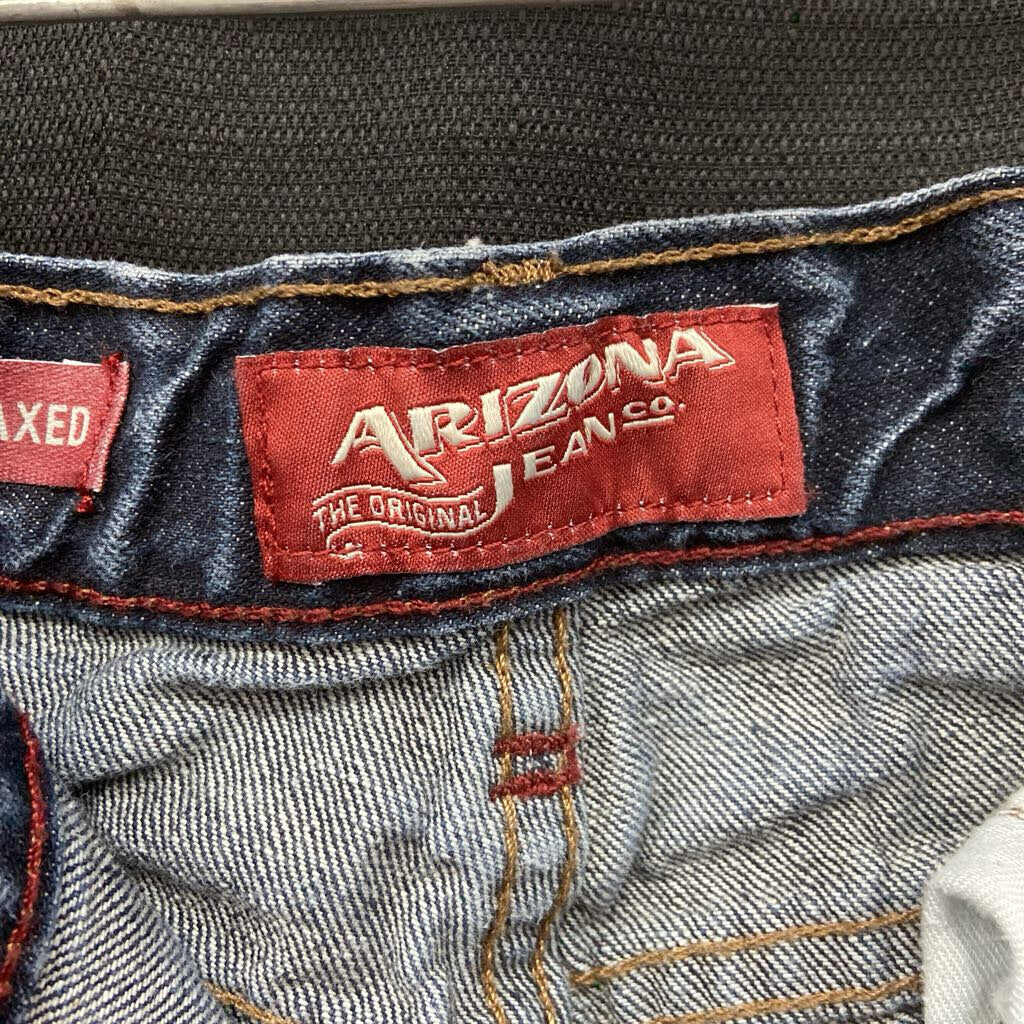 AXED
ARIZONA
JEAN CO.
THE ORIGINAL